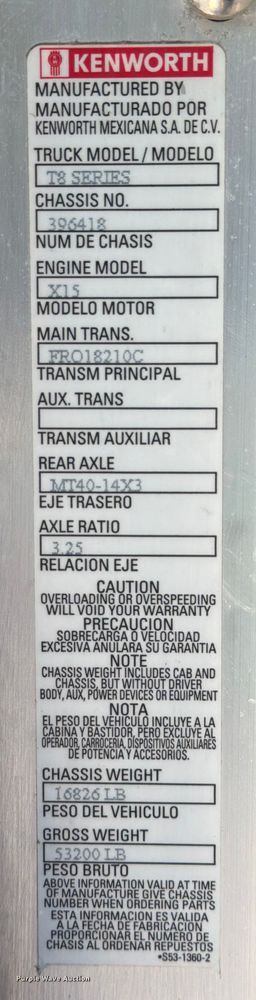 KENWORTH
MANUFACTURED BY
MANUFACTURADO POR
KENWORTH MEXICANA S.A. DE C.V.
TRUCK MODEL / MODELO
T8 SERIES
CHASSIS NO.
396418
NUM DE CHASIS
ENGINE MODEL
X15
MODELO MOTOR
MAIN TRANS.
FRO18210C
TRANSM PRINCIPAL
AUX. TRANS
TRANSM AUXILIAR
REAR AXLE
MT40-14X3
EJE TRASERO
AXLE RATIO
3.25
RELACION EJE
CAUTION
OVERLOADING OR OVERSPEEDING
WILL VOID YOUR WARRANTY
PRECAUCION
SOBRECARGA O VELOCIDAD
EXCESIVA ANULARA SU GARANTIA
NOTE
CHASSIS WEIGHT INCLUDES CAB AND
CHASSIS, BUT WITHOUT DRIVER
BODY, AUX, POWER DEVICES OR EQUIPMENT
NOTA
EL PESO DEL VEHICULO INCLUYE A LA
CABINA Y BASTIDOR, PERO EXCLUYE AL
OPERADOR, CARROCERIA, DISPOSITIVOS AUXILIARES
DE POTENCIA Y ACCESORIOS.
CHASSIS WEIGHT
16826 LB
PESO DEL VEHICULO
GROSS WEIGHT
53200 LB
PESO BRUTO
ABOVE INFORMATION VALID AT TIME
OF MANUFACTURE GIVE CHASSIS
NUMBER WHEN ORDERING PARTS
ESTA INFORMACION ES VALIDA
A LA FECHA DE FABRICACION
PROPORCIONAR EL NUMERO DE
CHASIS AL ORDENAR REPUESTOS
•S53-1360-2
Purple Wave Auction